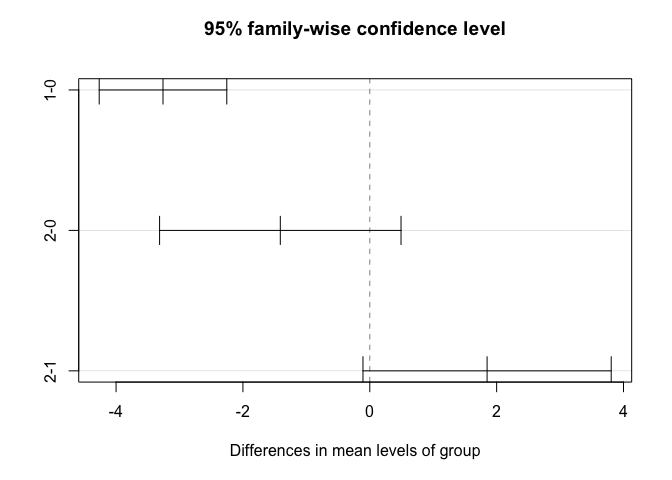 95% family-wise confidence level
1-0
2-0
2-1
-4 -2 0 2 4
Differences in mean levels of group